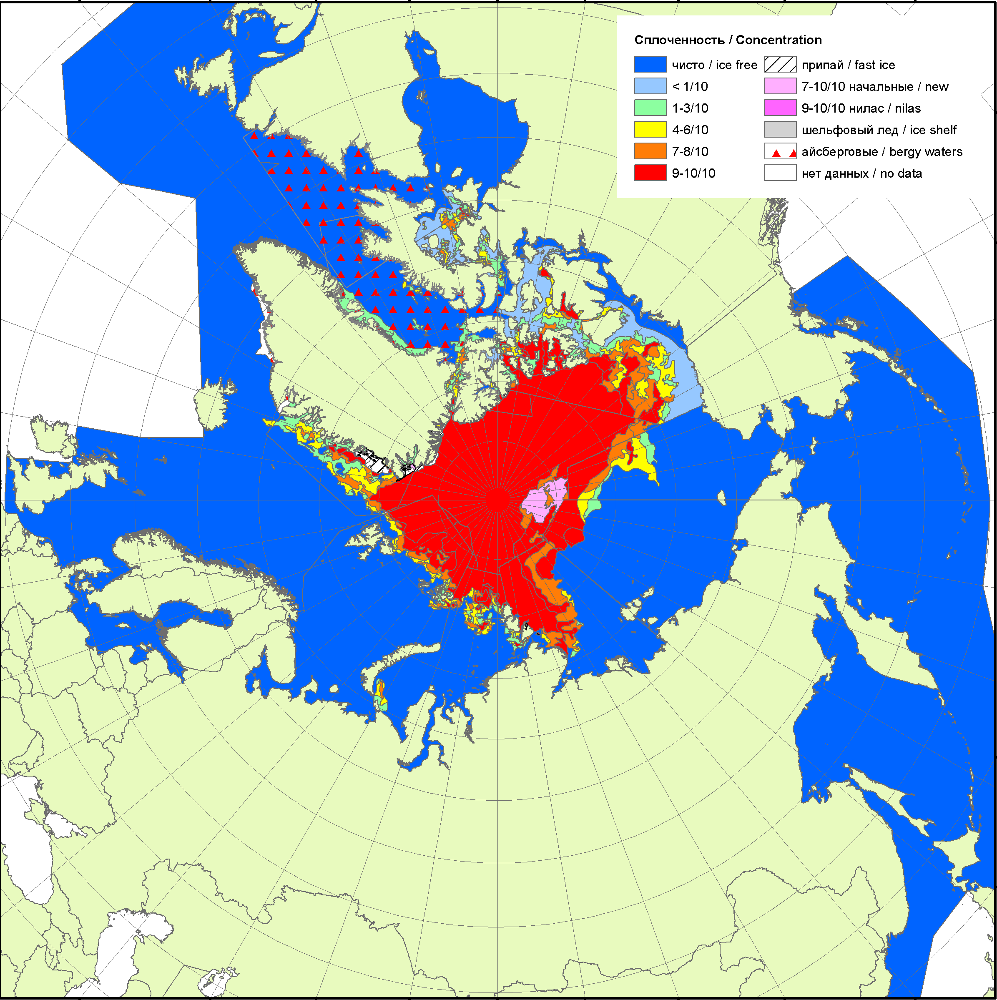 Сплоченность / Concentration
чисто / ice free
< 1/10
1-3/10
4-6/10
7-8/10
9-10/10
припай / fast ice
7-10/10 начальные / new
9-10/10 нилас / nilas
шельфовый лед / ice shelf
айсберговые / bergy waters
нет данных / no data